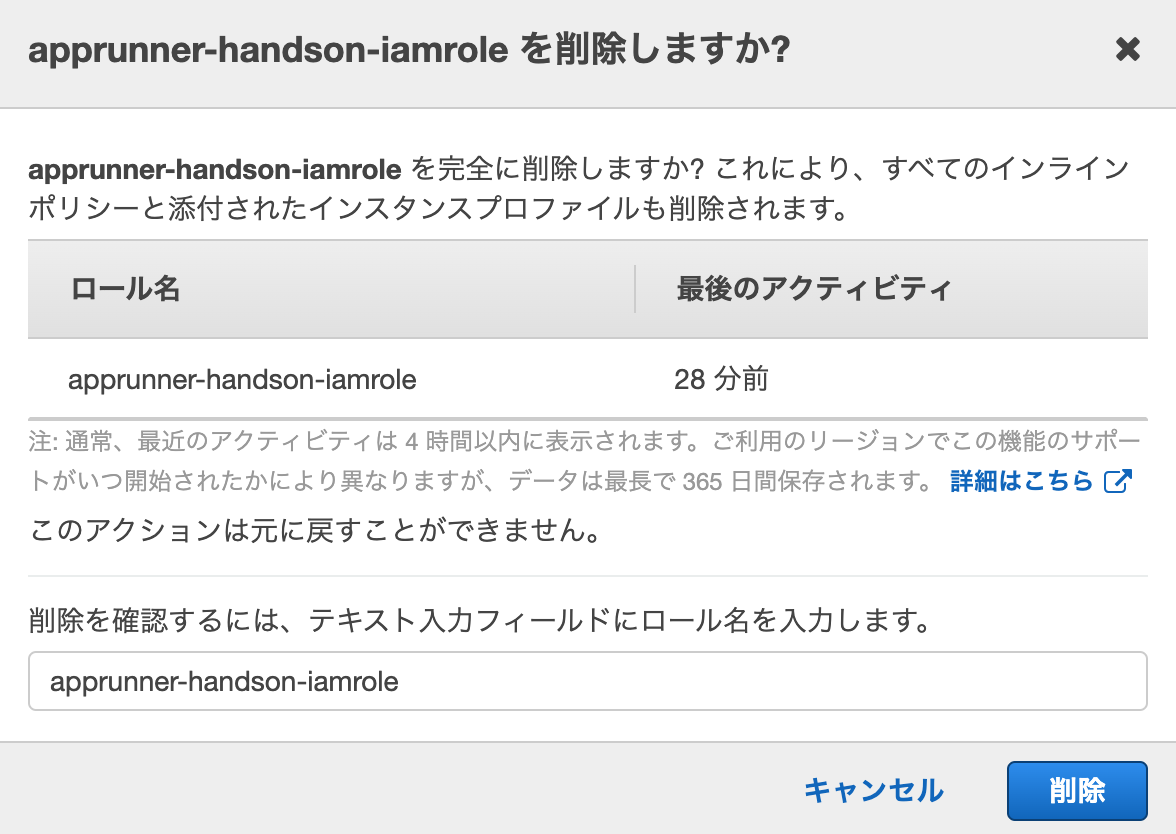 apprunner-handson-iamrole を削除しますか?
apprunner-handson-iamrole を完全に削除しますか? これにより、すべてのインライン
ポリシーと添付されたインスタンスプロファイルも削除されます。
ロール名 最後のアクティビティ
apprunner-handson-iamrole 28 分前
注: 通常、最近のアクティビティは 4 時間以内に表示されます。ご利用のリージョンでこの機能のサポー
トがいつ開始されたかにより異なりますが、データは最長で 365 日間保存されます。 詳細はこちら
このアクションは元に戻すことができません。
削除を確認するには、テキスト入力フィールドにロール名を入力します。
apprunner-handson-iamrole
キャンセル 削除